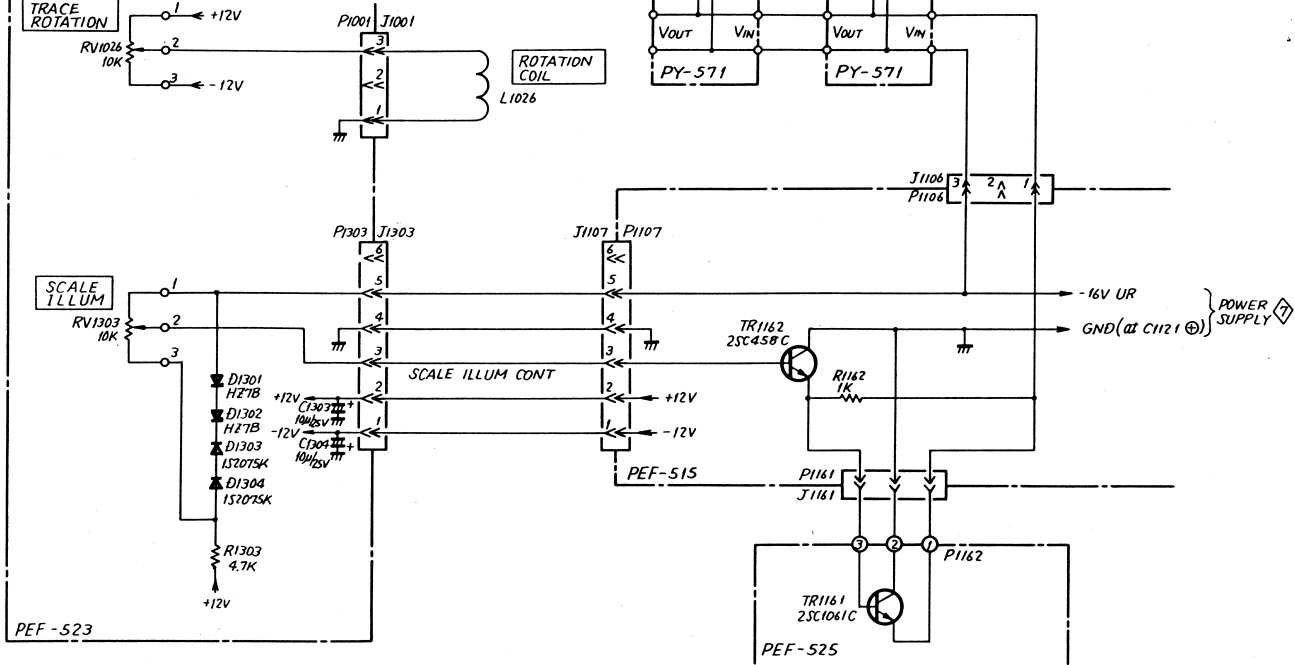 TRACE
ROTATION
1
+12V
RV1026
10K
2
3
-12V
P1001 J1001
3
2
1
ROTATION
COIL
L1026
VOUT
VIN
PY-571
VOUT
VIN
PY-571
J1106
P1106
3
2
1
P1303 J1303
6
5
4
3
2
1
J1107 P1107
6
5
4
3
2
1
SCALE
ILLUM
1
RV1303
10K
2
3
D1301
HZ7B
D1302
HZ7B
D1303
1S2075K
D1304
1S2075K
R1303
4.7K
+12V
+12V
C1303
10µ/25V
+
-12V
C1304
10µ/25V
+
SCALE ILLUM CONT
+12V
-12V
PEF-515
TR1162
2SC458C
R1162
1K
-16V UR
GND (at C1121 ⊕)
POWER
SUPPLY 7
P1161
J1161
3
2
1
P1162
TR1161
2SC1061C
PEF-523
PEF-525